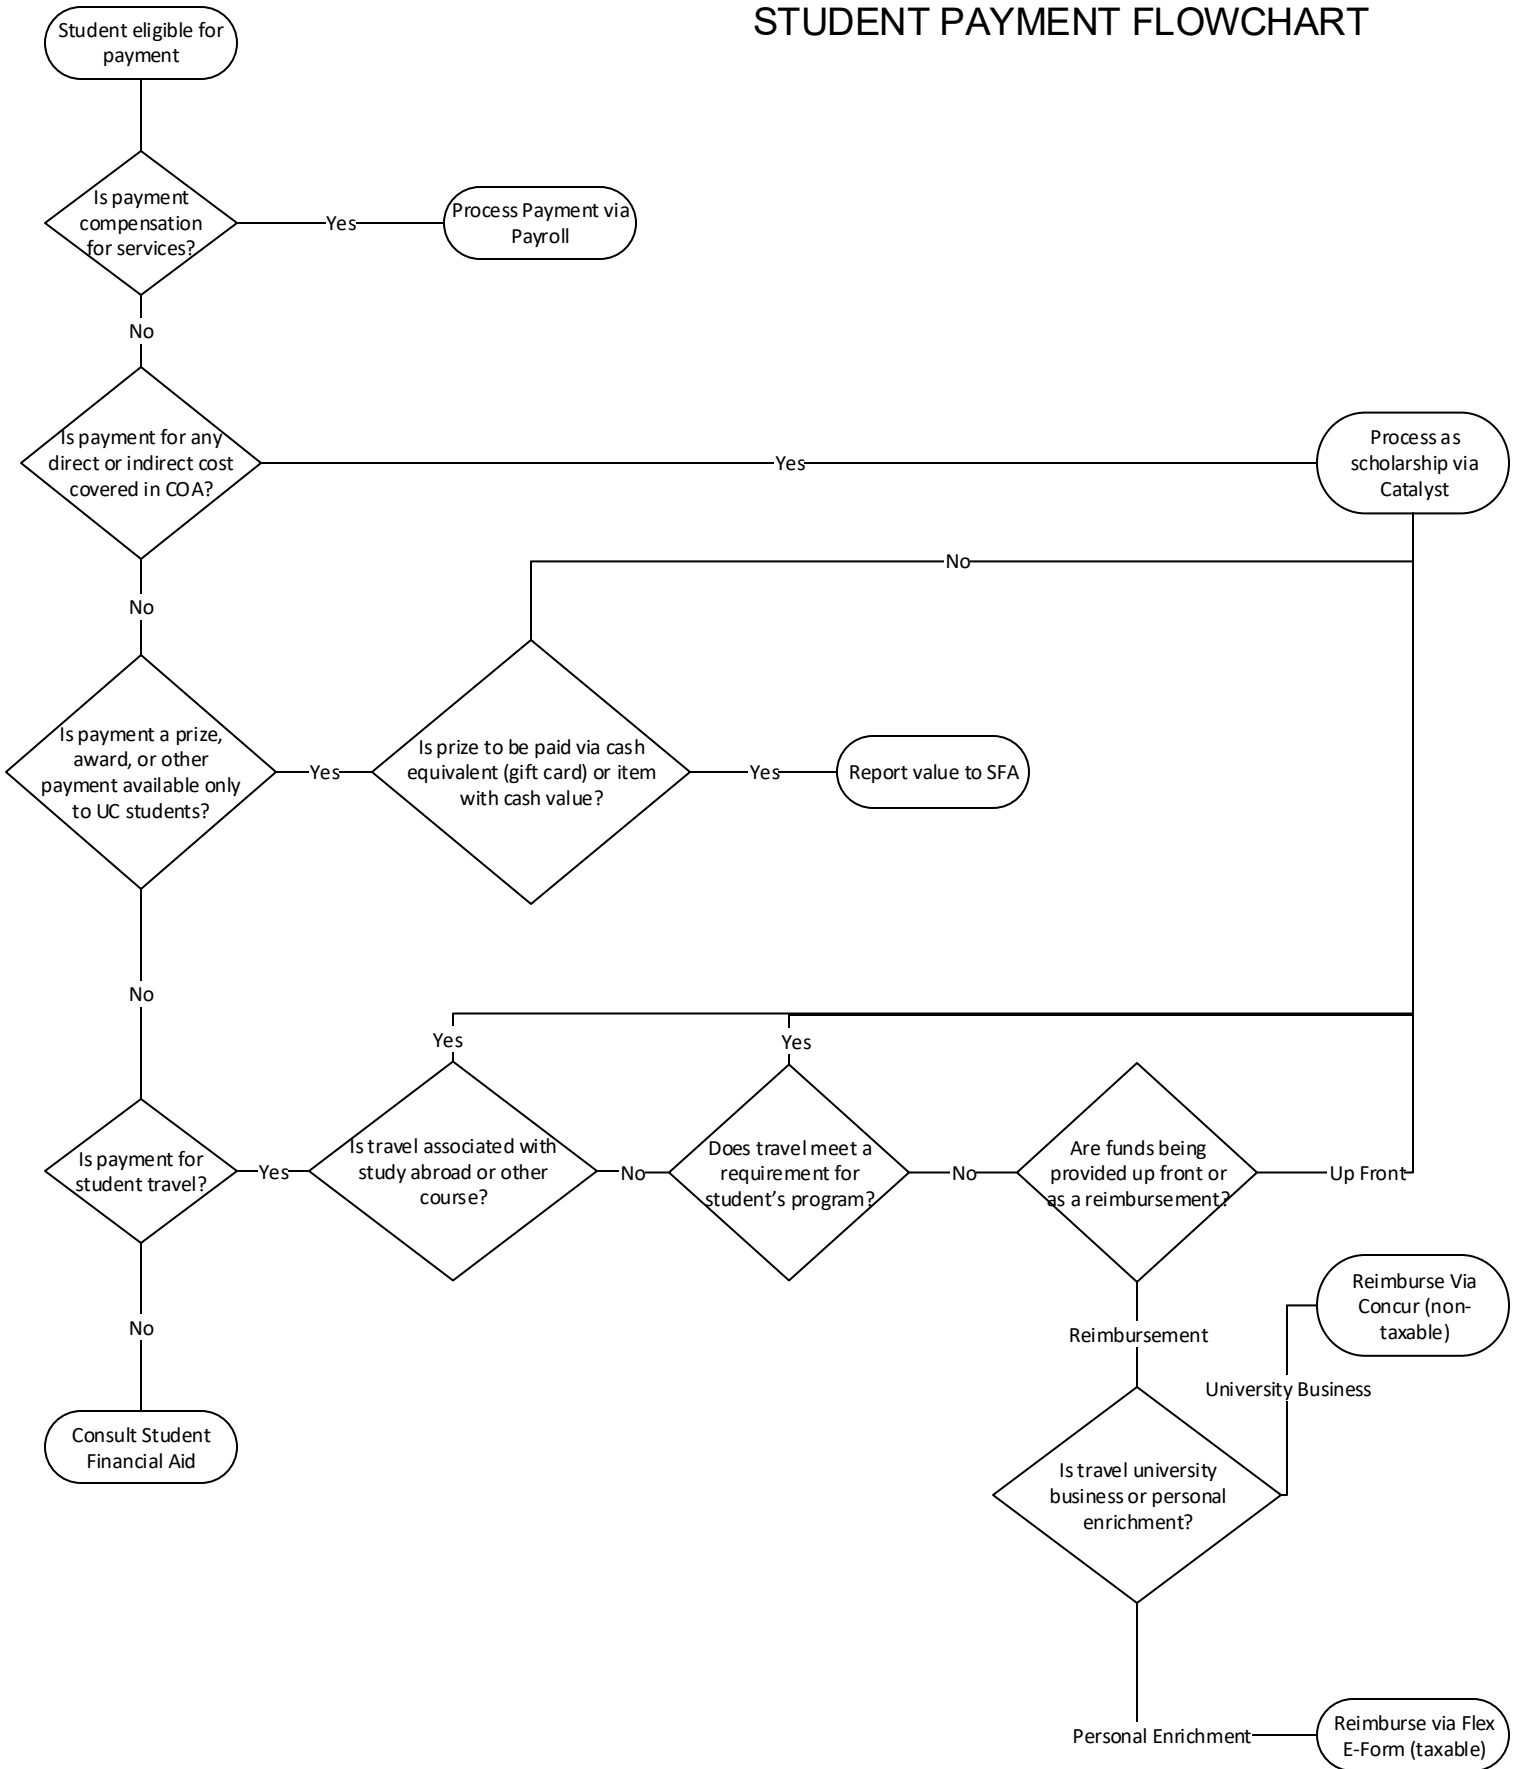 STUDENT PAYMENT FLOWCHART
Student eligible for
payment
Is payment
compensation
for services?
Yes
Process Payment via
Payroll
No
Is payment for any
direct or indirect cost
covered in COA?
Yes
Process as
scholarship via
Catalyst
No
No
Is payment a prize,
award, or other
payment available only
to UC students?
Yes
Is prize to be paid via cash
equivalent (gift card) or item
with cash value?
Yes
Report value to SFA
No
Yes
Yes
Is payment for
student travel?
Yes
Is travel associated with
study abroad or other
course?
No
Does travel meet a
requirement for
student's program?
No
Are funds being
provided up front or
as a reimbursement?
Up Front
No
Reimbursement
Reimburse Via
Concur (non-
taxable)
University Business
Consult Student
Financial Aid
Is travel university
business or personal
enrichment?
Personal Enrichment
Reimburse via Flex
E-Form (taxable)